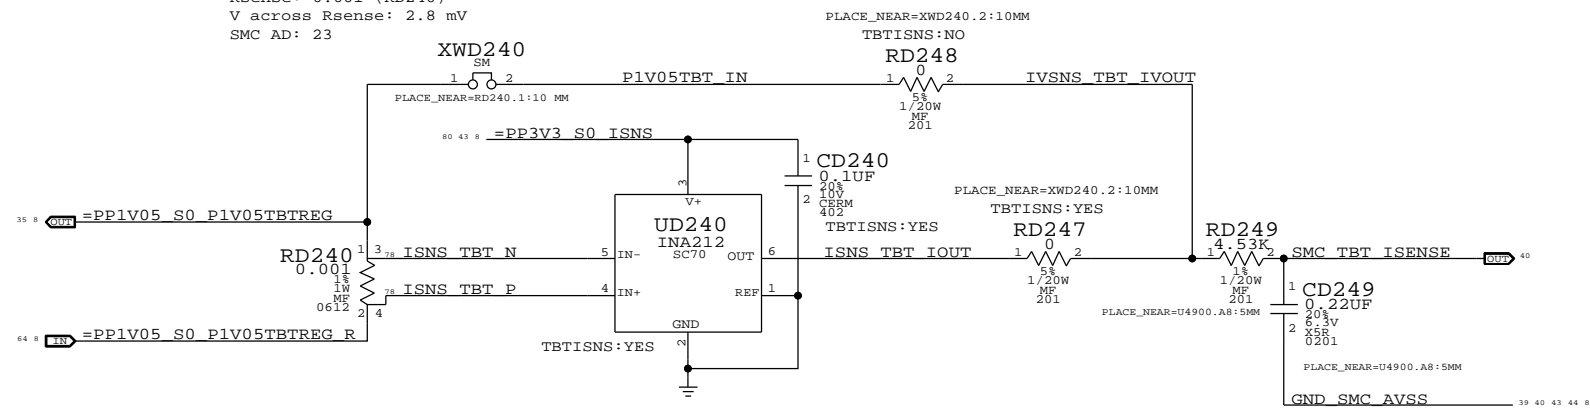 Rsense: 0.001 (RD240)
V across Rsense: 2.8 mV
SMC AD: 23
PLACE_NEAR=XWD240.2:10MM
TBTISNS:NO
XWD240
SM
1 2
PLACE_NEAR=RD240.1:10 MM
P1V05TBT_IN
RD248
0
1 2
5%
1/20W
MF
201
IVSNS_TBT_IVOUT
80 43 8 =PP3V3_S0_ISNS
3
V+
1
CD240
0.1UF
20%
10V
CERM
402
2
TBTISNS:YES
35 8 OUT =PP1V05_S0_P1V05TBTREG
UD240
INA212
SC70
5 IN-
4 IN+
OUT 6
REF 1
GND
2
TBTISNS:YES
RD240
0.001
1%
1W
MF
0612
1 3
2 4
78 ISNS_TBT_N
78 ISNS_TBT_P
64 8 IN =PP1V05_S0_P1V05TBTREG_R
ISNS_TBT_IOUT
PLACE_NEAR=XWD240.2:10MM
TBTISNS:YES
RD247
0
1 2
5%
1/20W
MF
201
RD249
4.53K
1 2
1%
1/20W
MF
201
PLACE_NEAR=U4900.A8:5MM
SMC_TBT_ISENSE OUT 40
1
CD249
0.22UF
20%
6.3V
X5R
0201
2
PLACE_NEAR=U4900.A8:5MM
GND_SMC_AVSS 39 40 43 44 8